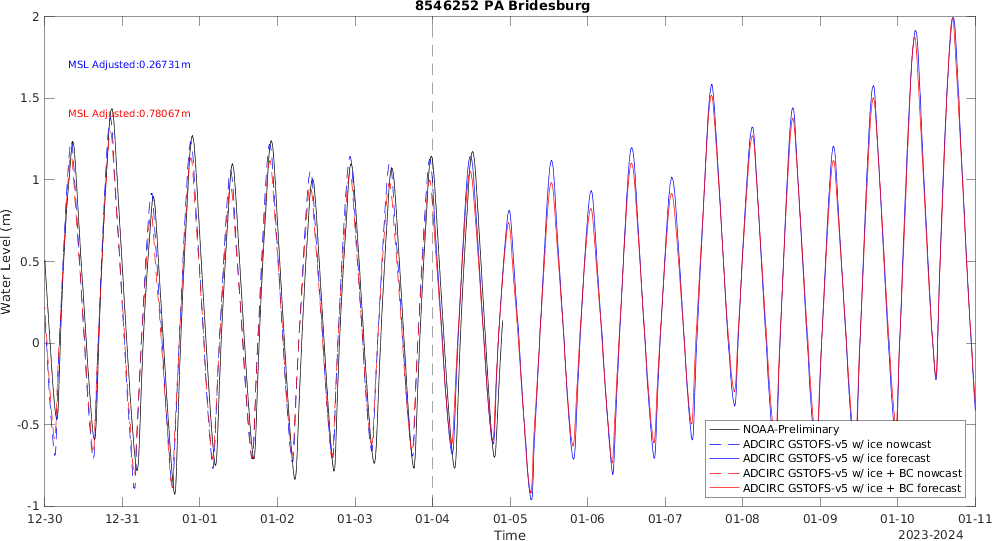 8546252 PA Bridesburg
2
1.5
1
0.5
0
-0.5
-1
Water Level (m)
MSL Adjusted:0.26731m
MSL Adjusted:0.78067m
NOAA-Preliminary
ADCIRC GSTOFS-v5 w/ ice nowcast
ADCIRC GSTOFS-v5 w/ ice forecast
ADCIRC GSTOFS-v5 w/ ice + BC nowcast
ADCIRC GSTOFS-v5 w/ ice + BC forecast
12-30 12-31 01-01 01-02 01-03 01-04 01-05 01-06 01-07 01-08 01-09 01-10 01-11
Time
2023-2024